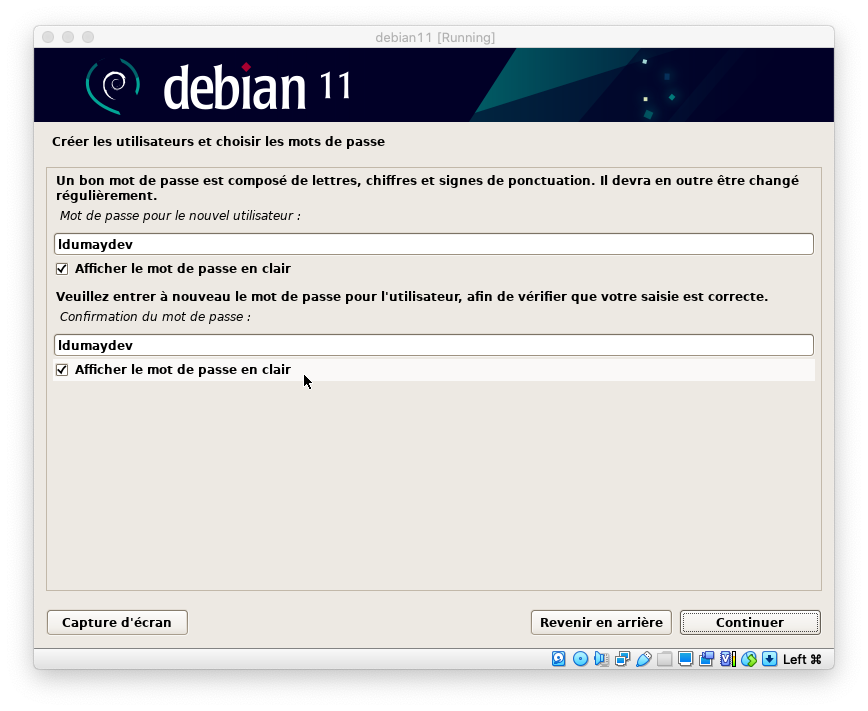 debian11 [Running]
debian 11
Créer les utilisateurs et choisir les mots de passe
Un bon mot de passe est composé de lettres, chiffres et signes de ponctuation. Il devra en outre être changé
régulièrement.
Mot de passe pour le nouvel utilisateur :
ldumaydev
Afficher le mot de passe en clair
Veuillez entrer à nouveau le mot de passe pour l'utilisateur, afin de vérifier que votre saisie est correcte.
Confirmation du mot de passe :
ldumaydev
Afficher le mot de passe en clair
Capture d'écran
Revenir en arrière
Continuer
Left ⌘